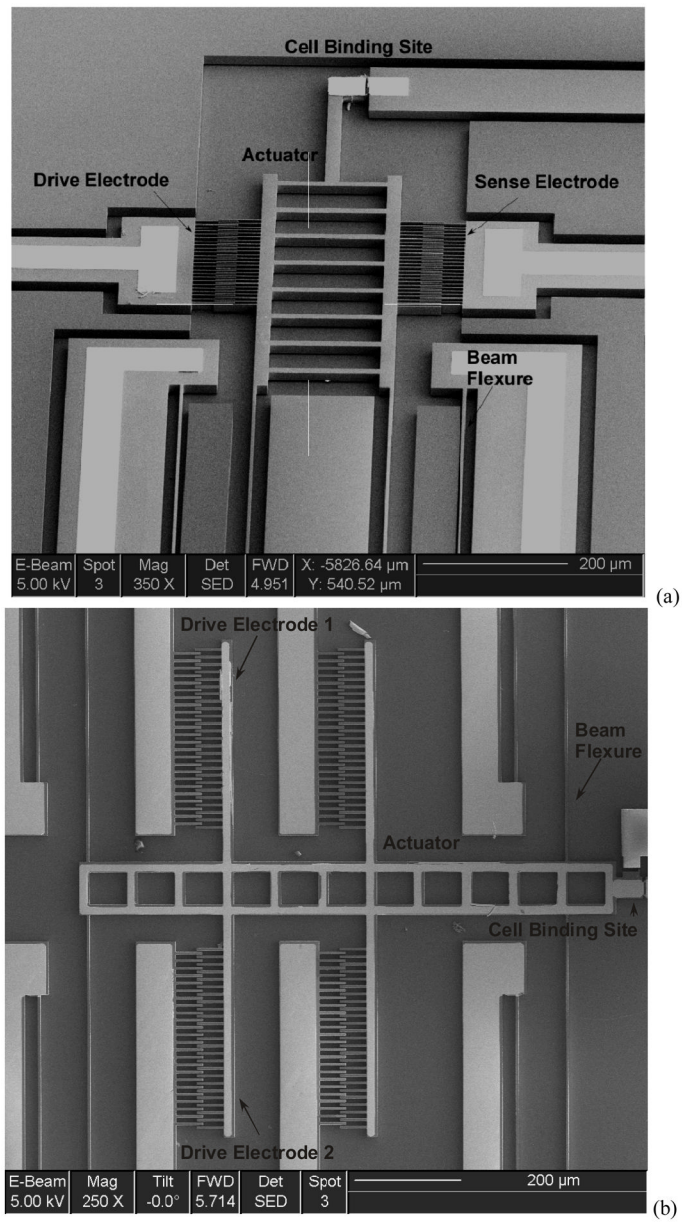 Cell Binding Site
Actuator
Drive Electrode
Sense Electrode
Beam
Flexure
E-Beam Spot Mag Det FWD X: -5826.64 µm 200 µm
5.00 kV 3 350 X SED 4.951 Y: 540.52 µm
(a)
Drive Electrode 1
Beam
Flexure
Actuator
Cell Binding Site
Drive Electrode 2
E-Beam Mag Tilt FWD Det Spot 200 µm
5.00 kV 250 X -0.0° 5.714 SED 3
(b)